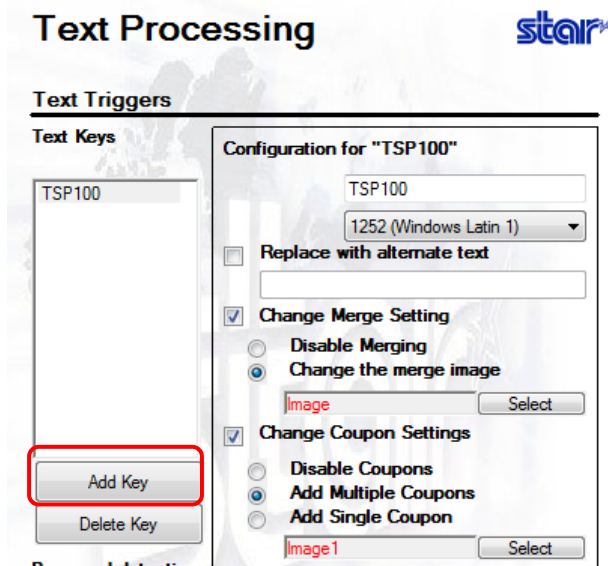 Text Processing
star
Text Triggers
Text Keys
TSP100
Add Key
Delete Key
Configuration for "TSP100"
TSP100
1252 (Windows Latin 1)
Replace with alternate text
Change Merge Setting
Disable Merging
Change the merge image
Image
Select
Change Coupon Settings
Disable Coupons
Add Multiple Coupons
Add Single Coupon
Image1
Select